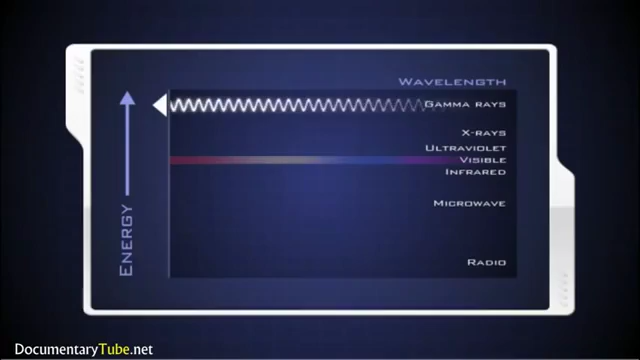 WAVELENGTH
GAMMA RAYS
X-RAYS
ULTRAVIOLET
VISIBLE
INFRARED
MICROWAVE
RADIO
ENERGY
DocumentaryTube.net